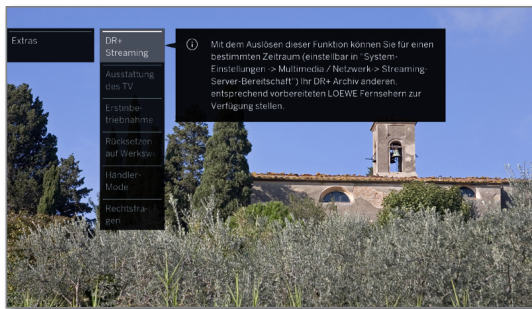 Extras
DR+
Streaming
Mit dem Auslösen dieser Funktion können Sie für einen
bestimmten Zeitraum (einstellbar in "System-
Einstellungen -> Multimedia / Netzwerk-> Streaming-
Server-Bereitschaft") Ihr DR+ Archiv anderen,
entsprechend vorbereiteten LOEWE Fernsehern zur
Verfügung stellen.
Ausstattung
des TV
Erstinbe-
triebnahme
Rücksetzen
auf Werksw
Händler-
Mode
Rechtsfra-
gen